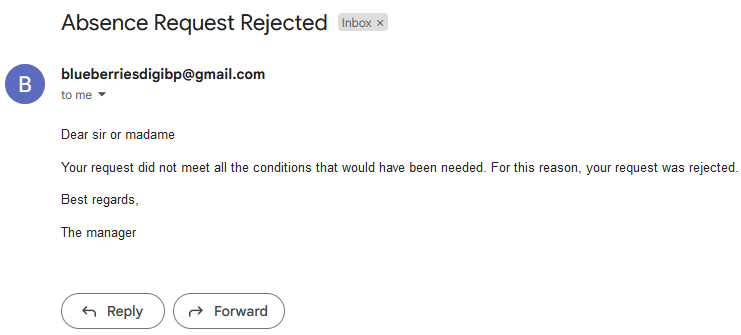 Absence Request Rejected Inbox ×
B
blueberriesdigibp@gmail.com
to me
Dear sir or madame
Your request did not meet all the conditions that would have been needed. For this reason, your request was rejected.
Best regards,
The manager
Reply Forward